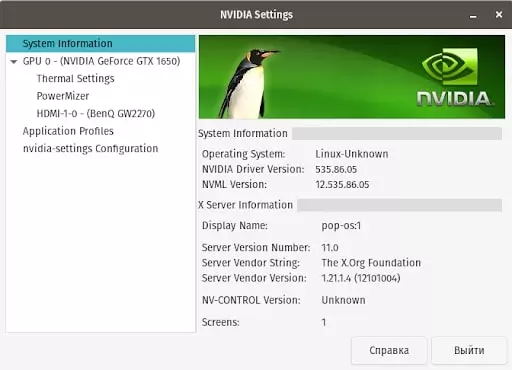 NVIDIA Settings
System Information
GPU 0 - (NVIDIA GeForce GTX 1650)
Thermal Settings
PowerMizer
HDMI-1-0 - (BenQ GW2270)
Application Profiles
nvidia-settings Configuration
NVIDIA
System Information
Operating System: Linux-Unknown
NVIDIA Driver Version: 535.86.05
NVML Version: 12.535.86.05
X Server Information
Display Name: pop-os:1
Server Version Number: 11.0
Server Vendor String: The X.Org Foundation
Server Vendor Version: 1.21.1.4 (12101004)
NV-CONTROL Version: Unknown
Screens: 1
Справка
Выйти